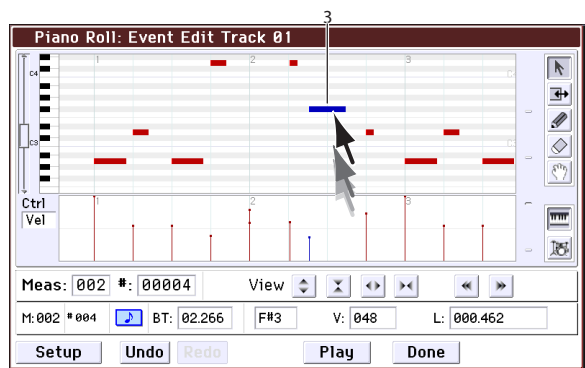 3
Piano Roll: Event Edit Track 01
1 2 3
C4
C3
Ctrl 1 2 3
Vel
Meas: 002 #: 00004 View
M:002 #004 BT: 02.266 F#3 V: 048 L: 000.462
Setup Undo Redo Play Done